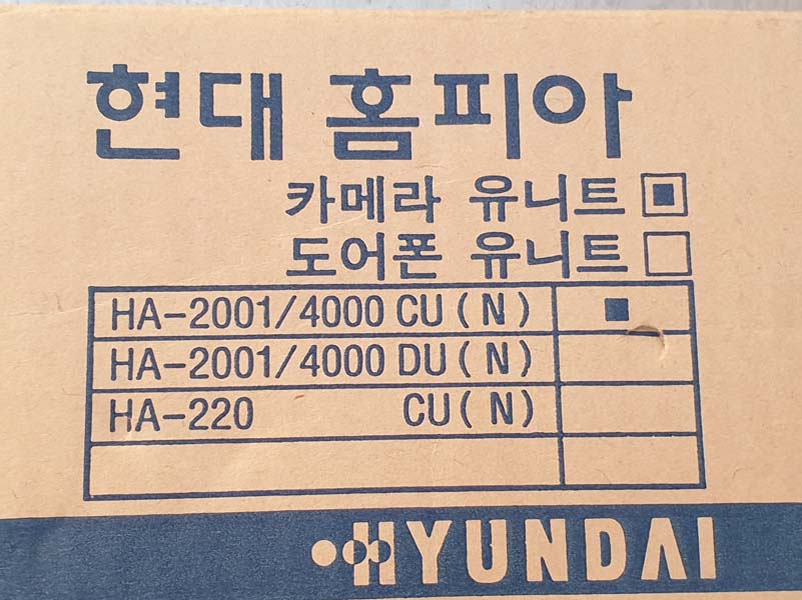 현대 홈피아
카메라 유니트 ▣
도어폰 유니트 □
HA-2001/4000 CU(N) ■
HA-2001/4000 DU(N)
HA-220 CU(N)
HYUNDAI